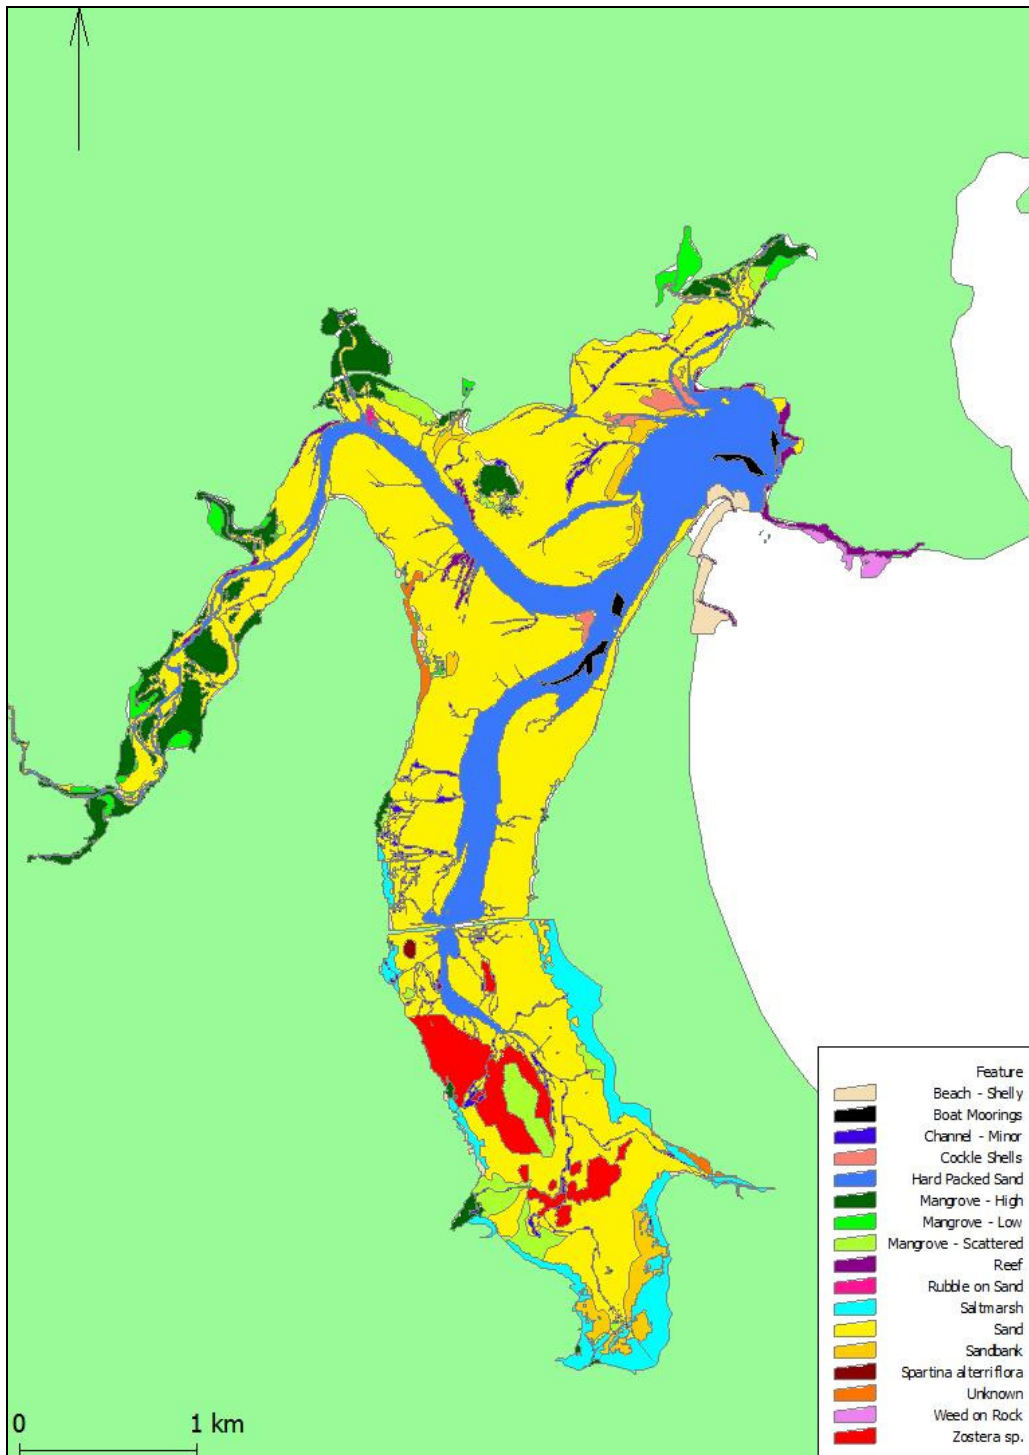 Feature
Beach - Shelly
Boat Moorings
Channel - Minor
Cockle Shells
Hard Packed Sand
Mangrove - High
Mangrove - Low
Mangrove - Scattered
Reef
Rubble on Sand
Saltmarsh
Sand
Sandbank
Spartina alterriflora
Unknown
Weed on Rock
Zostera sp.
0 1 km